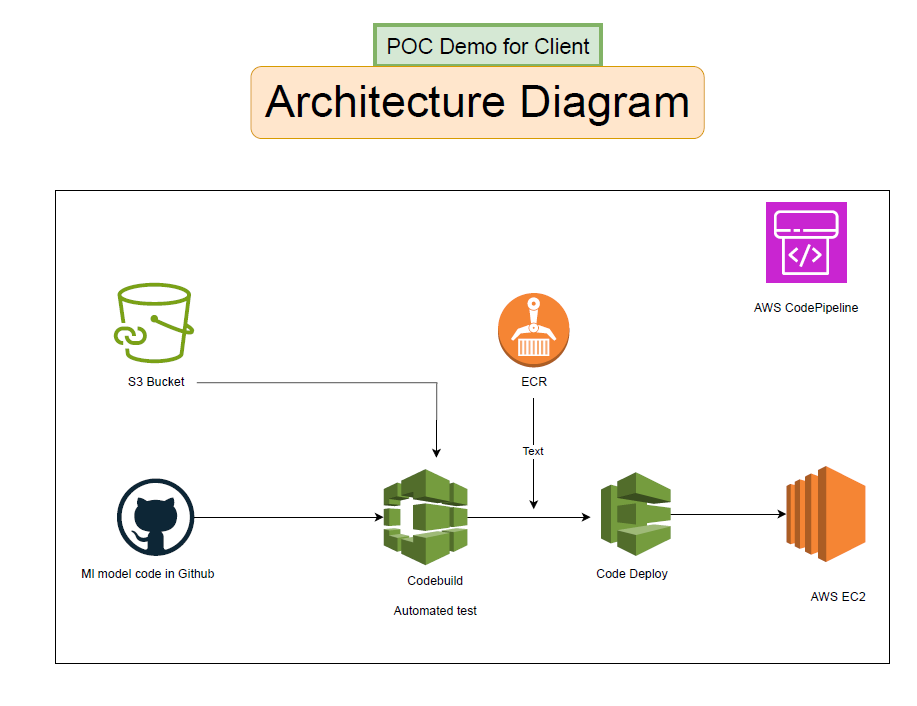 POC Demo for Client
Architecture Diagram
</>
AWS CodePipeline
S3 Bucket
ECR
Text
Ml model code in Github
Codebuild
Automated test
Code Deploy
AWS EC2